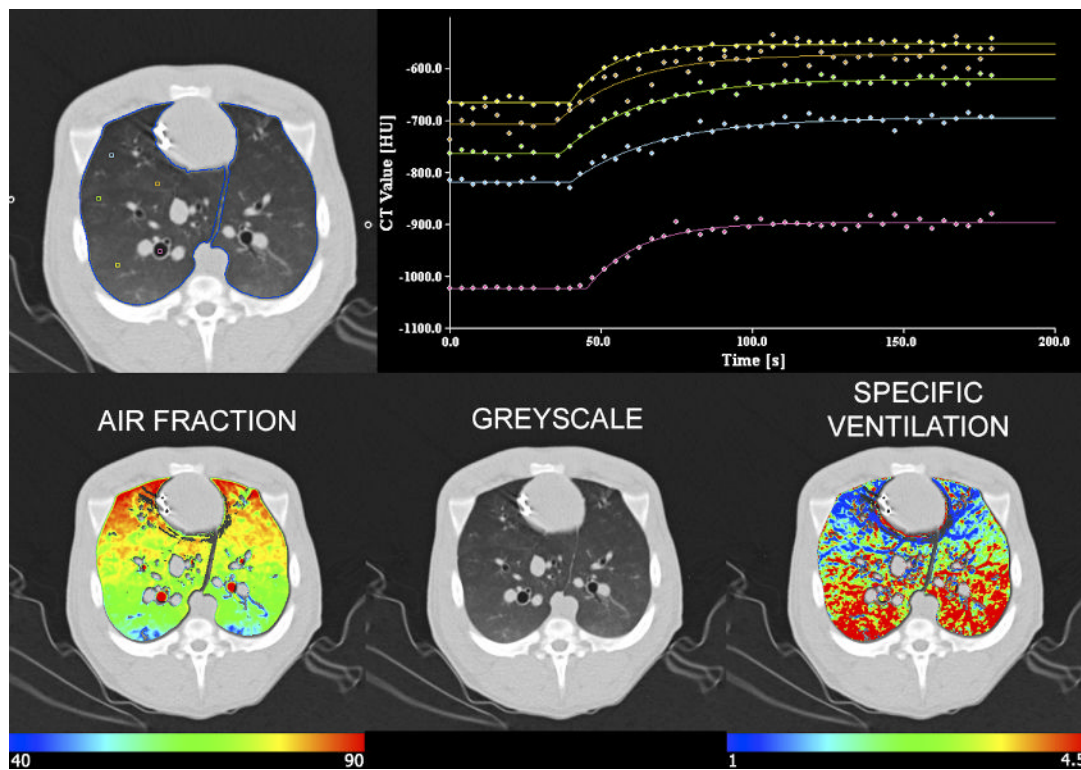 CT Value [HU]
-600.0
-700.0
-800.0
-900.0
-1000.0
-1100.0
0.0 50.0 100.0 150.0 200.0
Time [s]
AIR FRACTION
GREYSCALE
SPECIFIC
VENTILATION
40 90
1 4.5